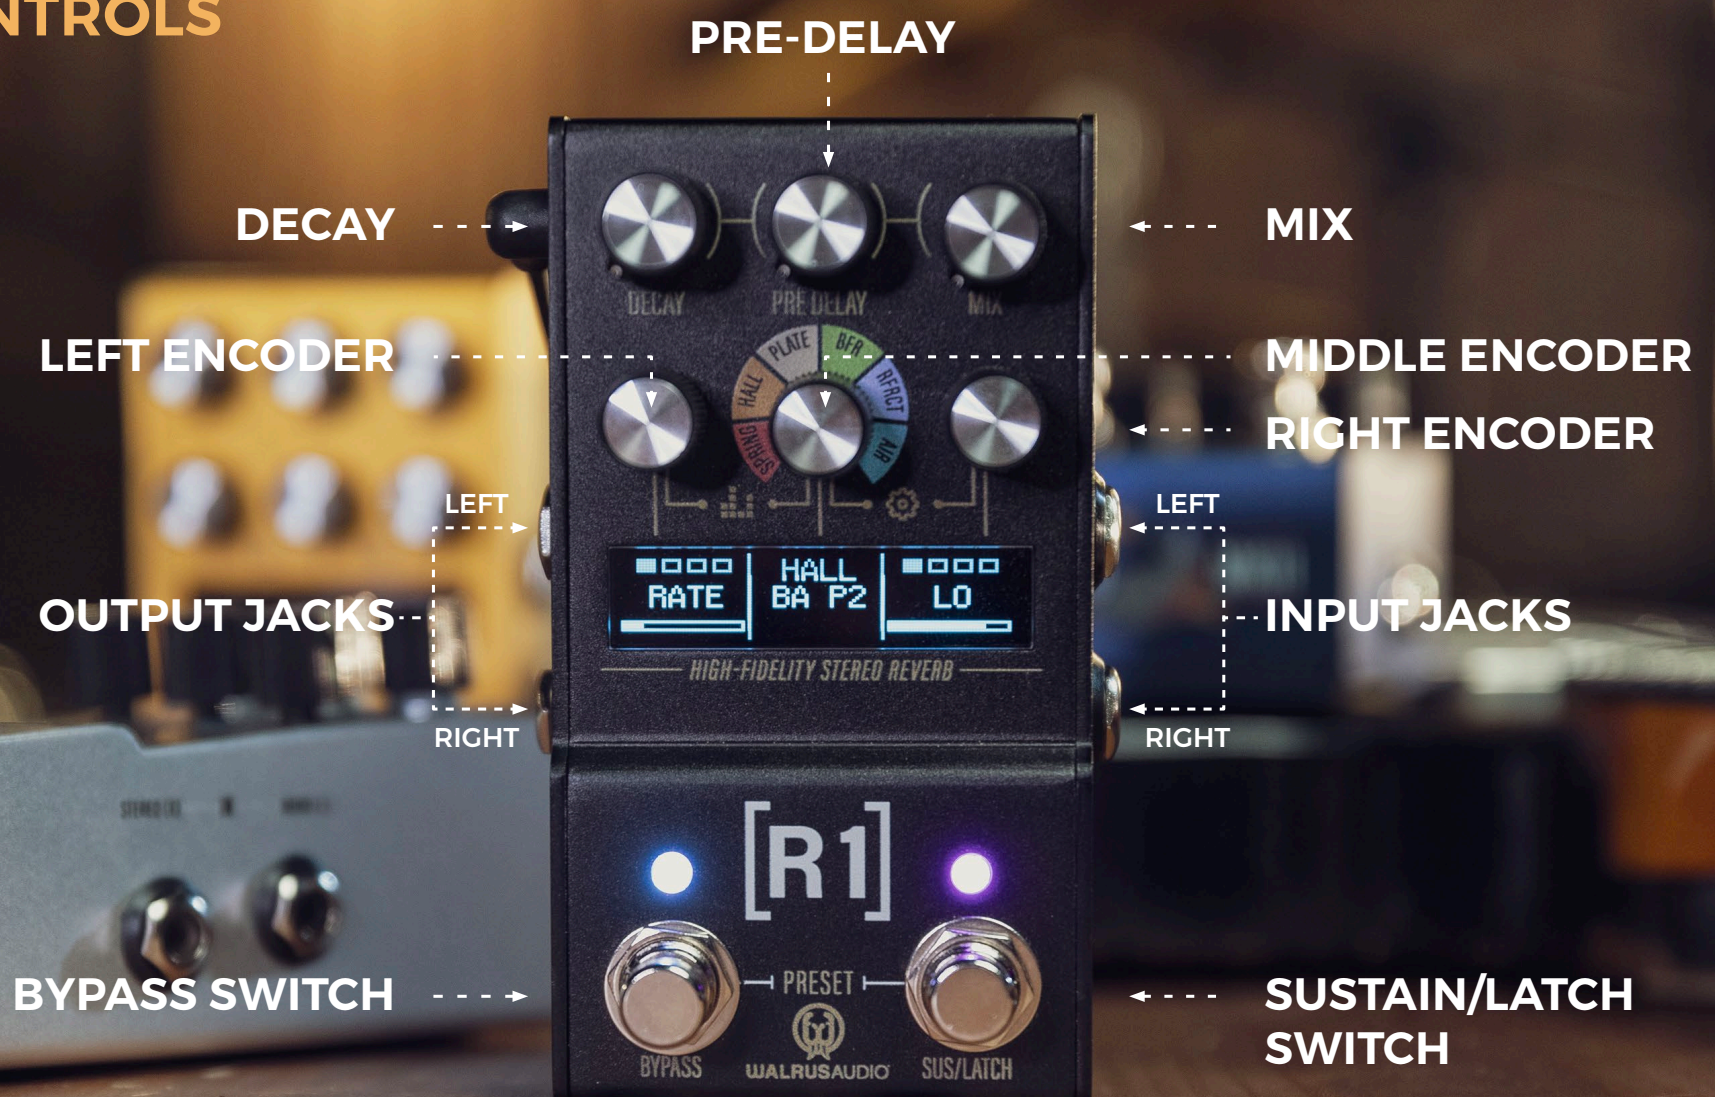 NTROLS
PRE-DELAY
DECAY
MIX
DECAY
PRE DELAY
MIX
LEFT ENCODER
MIDDLE ENCODER
RIGHT ENCODER
SPRING
HALL
PLATE
BFR
RFRCT
AIR
LEFT
LEFT
RATE
HALL
BA P2
LO
OUTPUT JACKS
INPUT JACKS
HIGH-FIDELITY STEREO REVERB
RIGHT
RIGHT
[R1]
BYPASS SWITCH
PRESET
SUSTAIN/LATCH
SWITCH
BYPASS
WALRUSAUDIO
SUS/LATCH